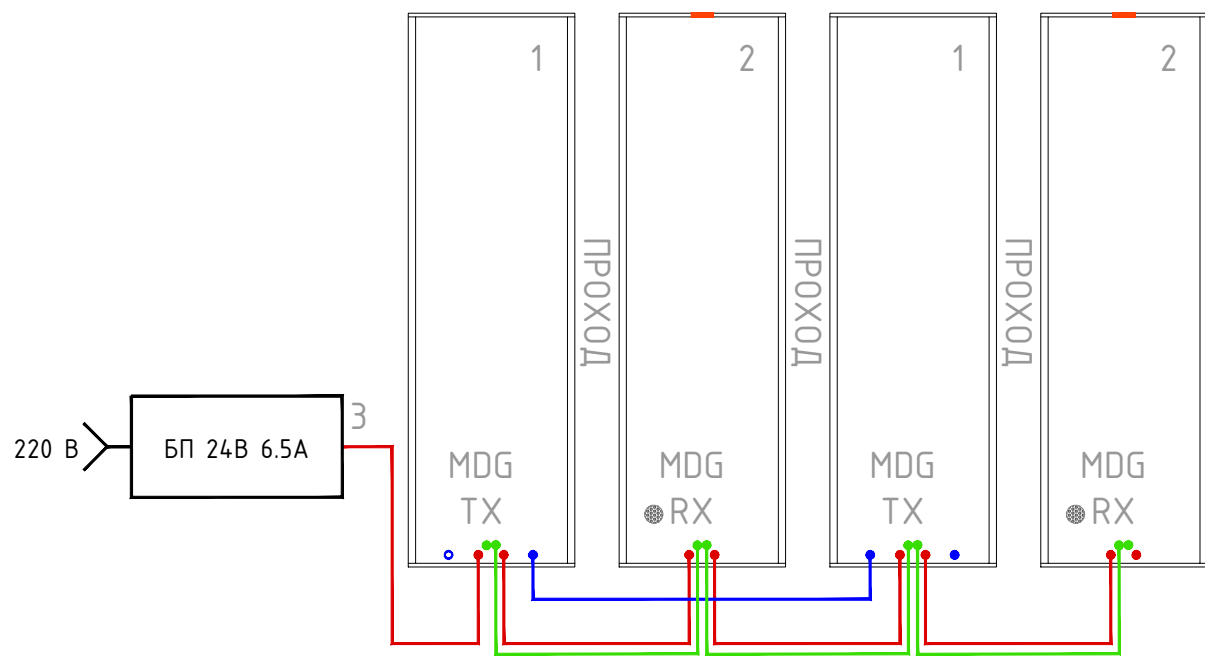 1
2
1
2
ПРОХОД
ПРОХОД
ПРОХОД
3
220 В
БП 24В 6.5А
MDG
TX
MDG
RX
MDG
TX
MDG
RX